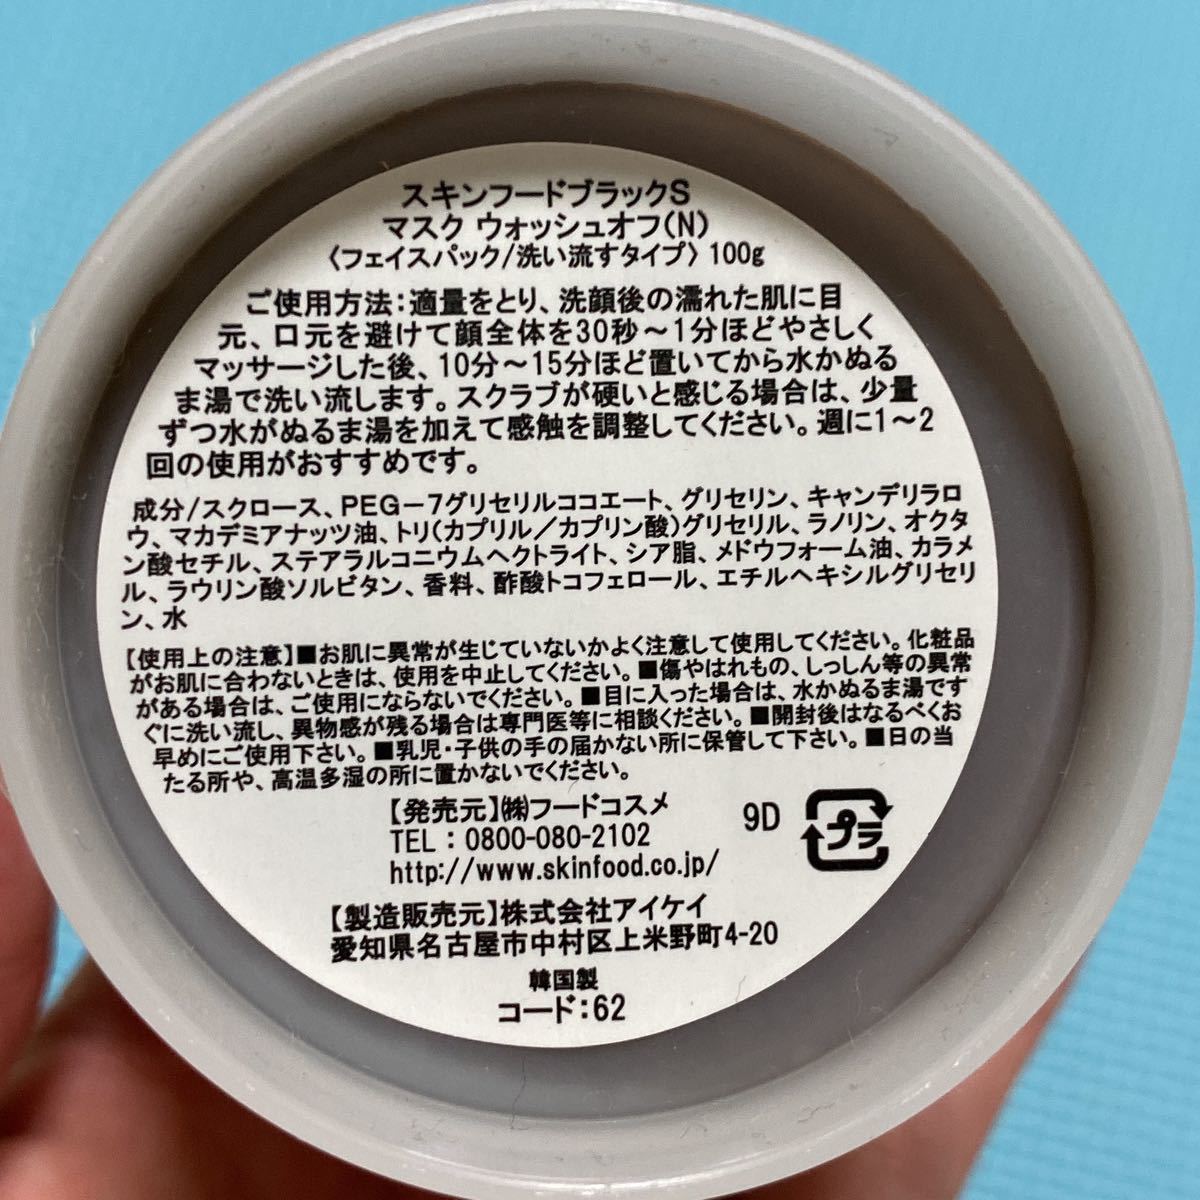 スキンフードブラックS
マスク ウォッシュオフ(N)
〈フェイスパック/洗い流すタイプ〉 100g
ご使用方法:適量をとり、洗顔後の濡れた肌に目
元、口元を避けて顔全体を30秒～1分ほどやさしく
マッサージした後、10分～15分ほど置いてから水かぬる
ま湯で洗い流します。スクラブが硬いと感じる場合は、少量
ずつ水がぬるま湯を加えて感触を調整してください。週に1～2
回の使用がおすすめです。
成分/スクロース、PEG－7グリセリルココエート、グリセリン、キャンデリラロ
ウ、マカデミアナッツ油、トリ(カプリル／カプリン酸)グリセリル、ラノリン、オクタ
ン酸セチル、ステアラルコニウムヘクトライト、シア脂、メドウフォーム油、カラメ
ル、ラウリン酸ソルビタン、香料、酢酸トコフェロール、エチルヘキシルグリセリ
ン、水
【使用上の注意】■お肌に異常が生じていないかよく注意して使用してください。化粧品
がお肌に合わないときは、使用を中止してください。■傷やはれもの、しっしん等の異常
がある場合は、ご使用にならないでください。■目に入った場合は、水かぬるま湯ですぐに洗い流し、異物感が残る場合は専門医等に相談ください。■開封後はなるべくお
早めにご使用下さい。■乳児・子供の手の届かない所に保管して下さい。■日の当
たる所や、高温多湿の所に置かないでください。
【発売元】㈱フードコスメ
TEL : 0800-080-2102
http://www.skinfood.co.jp/
9D
プラ
【製造販売元】株式会社アイケイ
愛知県名古屋市中村区上米野町4-20
韓国製
コード:62